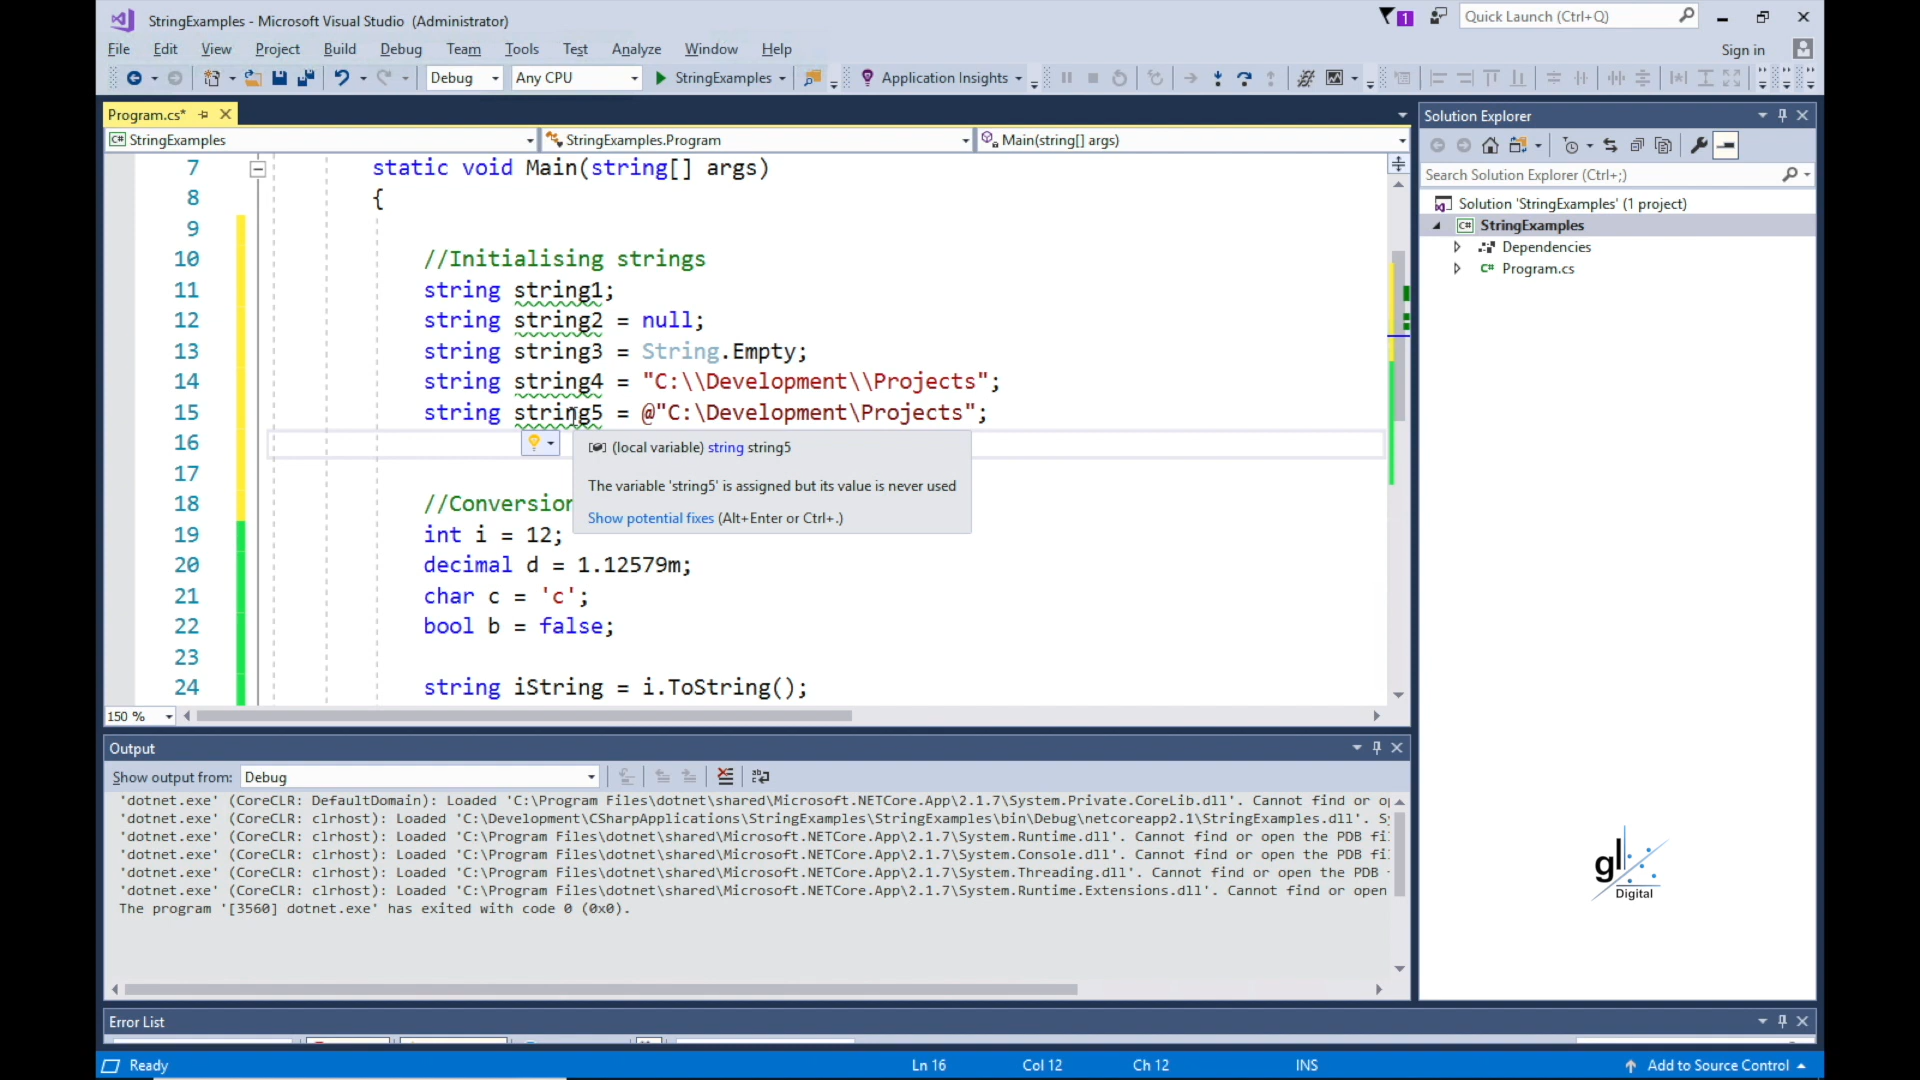 StringExamples - Microsoft Visual Studio (Administrator)
1
Quick Launch (Ctrl+Q)
File Edit View Project Build Debug Team Tools Test Analyze Window Help
Sign in
Debug Any CPU StringExamples Application Insights
Program.cs*
StringExamples StringExamples.Program Main(string[] args)
7 static void Main(string[] args)
8 {
9
10 //Initialising strings
11 string string1;
12 string string2 = null;
13 string string3 = String.Empty;
14 string string4 = "C:\\Development\\Projects";
15 string string5 = @"C:\Development\Projects";
16
(local variable) string string5
17
The variable 'string5' is assigned but its value is never used
18 //Conversion
Show potential fixes (Alt+Enter or Ctrl+.)
19 int i = 12;
20 decimal d = 1.12579m;
21 char c = 'c';
22 bool b = false;
23
24 string iString = i.ToString();
150 %
Solution Explorer
Search Solution Explorer (Ctrl+;)
Solution 'StringExamples' (1 project)
StringExamples
Dependencies
Program.cs
Output
Show output from: Debug
'dotnet.exe' (CoreCLR: DefaultDomain): Loaded 'C:\Program Files\dotnet\shared\Microsoft.NETCore.App\2.1.7\System.Private.CoreLib.dll'. Cannot find or
'dotnet.exe' (CoreCLR: clrhost): Loaded 'C:\Development\CSharpApplications\StringExamples\StringExamples\bin\Debug\netcoreapp2.1\StringExamples.dll'.
'dotnet.exe' (CoreCLR: clrhost): Loaded 'C:\Program Files\dotnet\shared\Microsoft.NETCore.App\2.1.7\System.Runtime.dll'. Cannot find or open the PDB fi
'dotnet.exe' (CoreCLR: clrhost): Loaded 'C:\Program Files\dotnet\shared\Microsoft.NETCore.App\2.1.7\System.Console.dll'. Cannot find or open the PDB fi
'dotnet.exe' (CoreCLR: clrhost): Loaded 'C:\Program Files\dotnet\shared\Microsoft.NETCore.App\2.1.7\System.Threading.dll'. Cannot find or open the PDB
'dotnet.exe' (CoreCLR: clrhost): Loaded 'C:\Program Files\dotnet\shared\Microsoft.NETCore.App\2.1.7\System.Runtime.Extensions.dll'. Cannot find or open
The program '[3560] dotnet.exe' has exited with code 0 (0x0).
gl
Digital
Error List
Ready Ln 16 Col 12 Ch 12 INS Add to Source Control